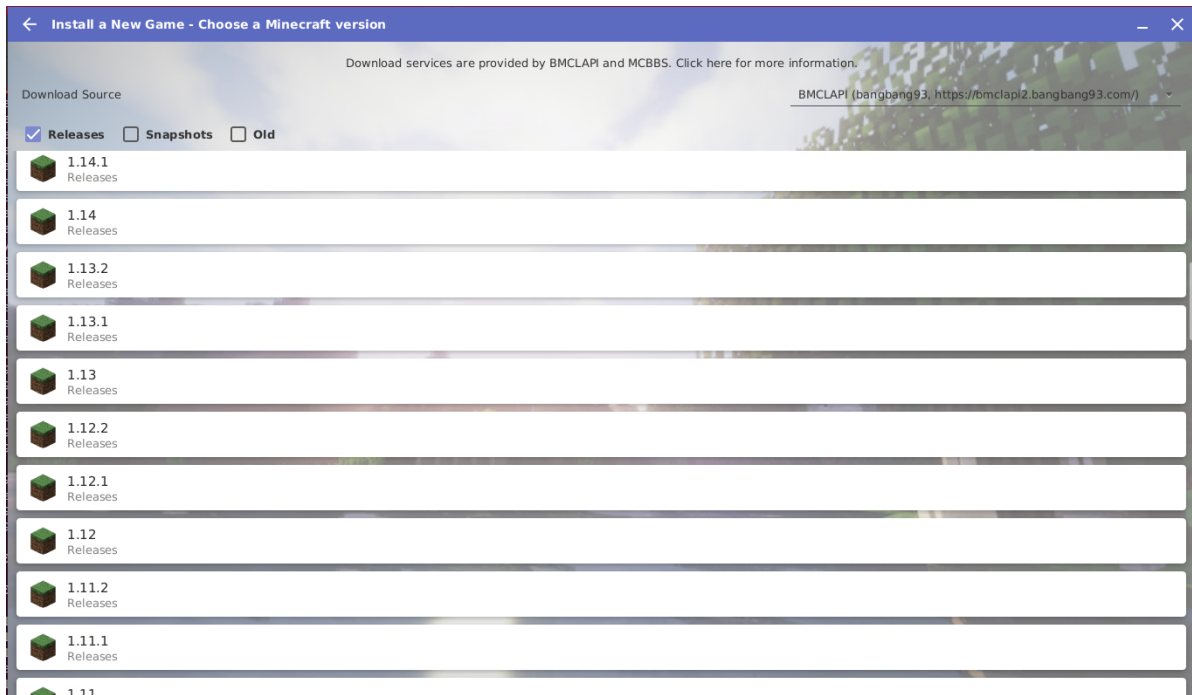 Install a New Game - Choose a Minecraft version
Download services are provided by BMCLAPI and MCBBS. Click here for more information.
Download Source
BMCLAPI (bangbang93, https://bmclapi2.bangbang93.com/)
Releases Snapshots Old
1.14.1
Releases
1.14
Releases
1.13.2
Releases
1.13.1
Releases
1.13
Releases
1.12.2
Releases
1.12.1
Releases
1.12
Releases
1.11.2
Releases
1.11.1
Releases
1.11